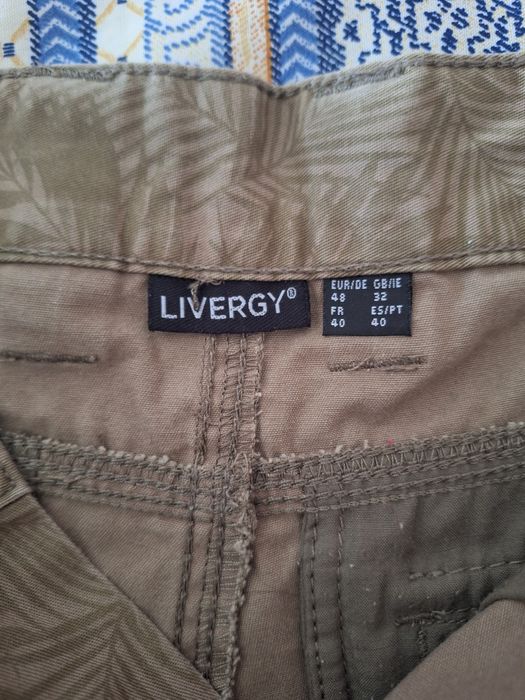 LIVERGY®
EUR/DE GB/IE
48 32
FR ES/PT
40 40